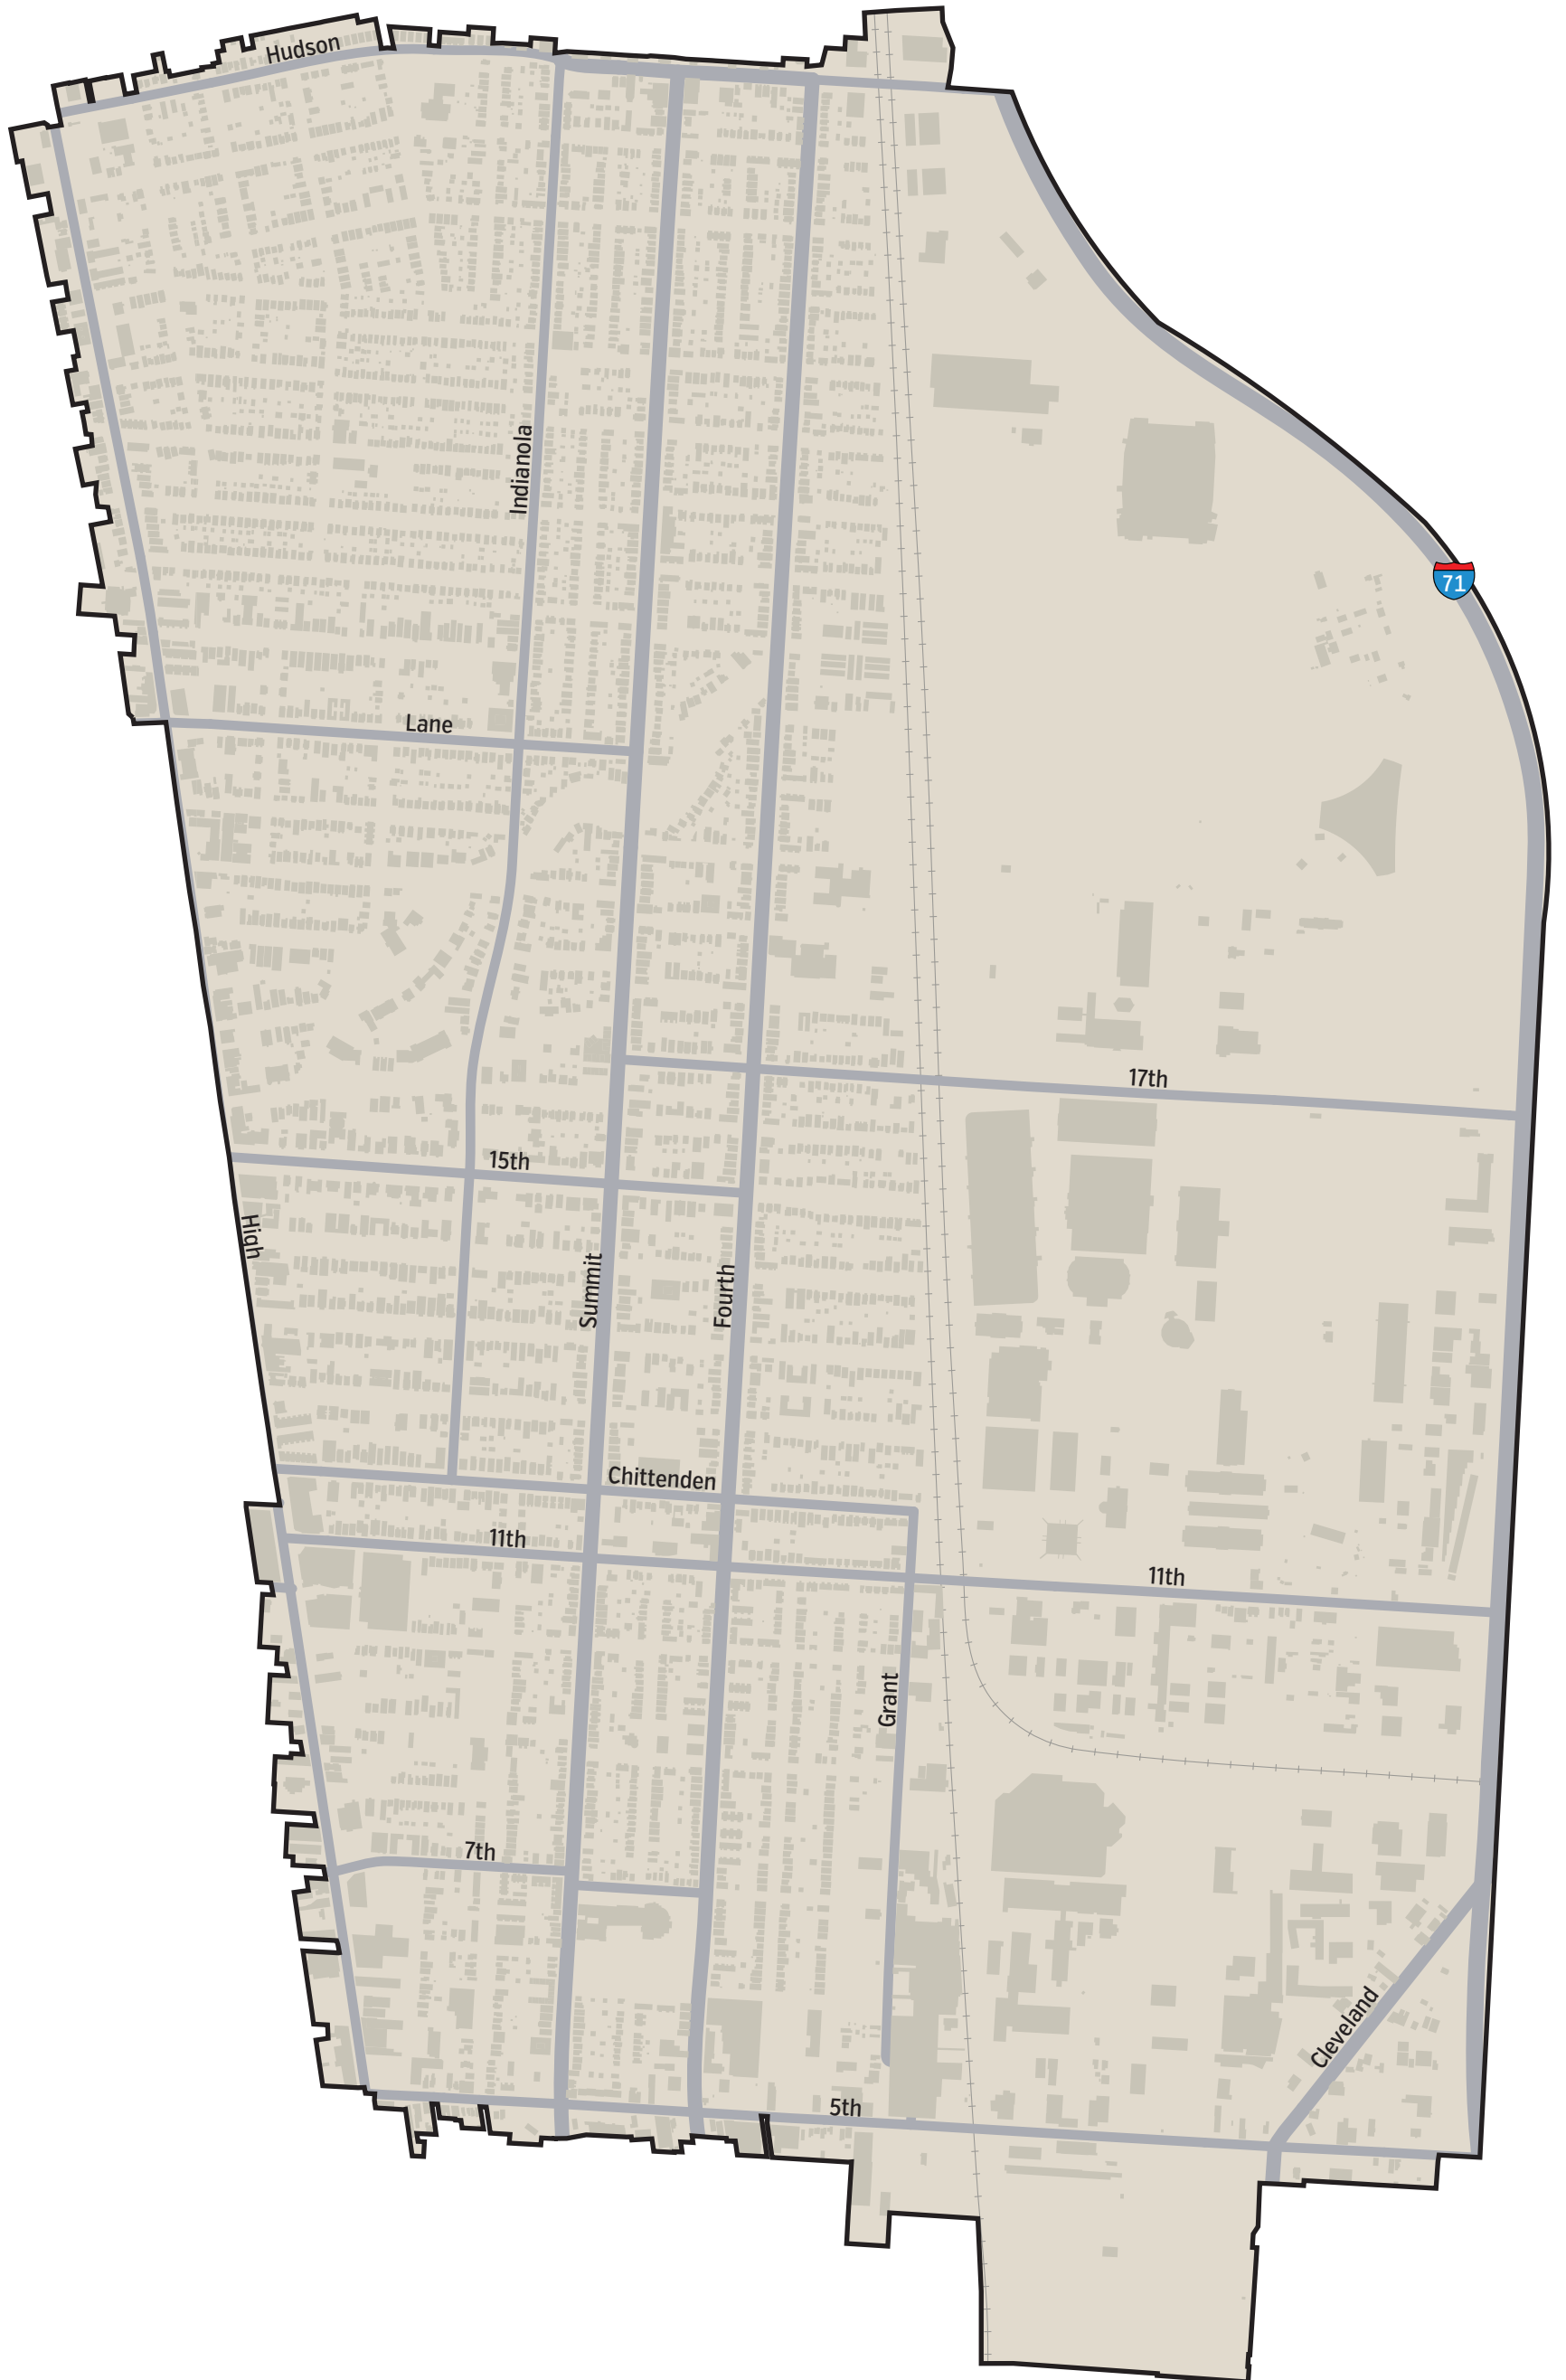 Hudson
Indianola
71
Lane
17th
15th
High
Summit
Fourth
Chittenden
11th
11th
Grant
7th
Cleveland
5th